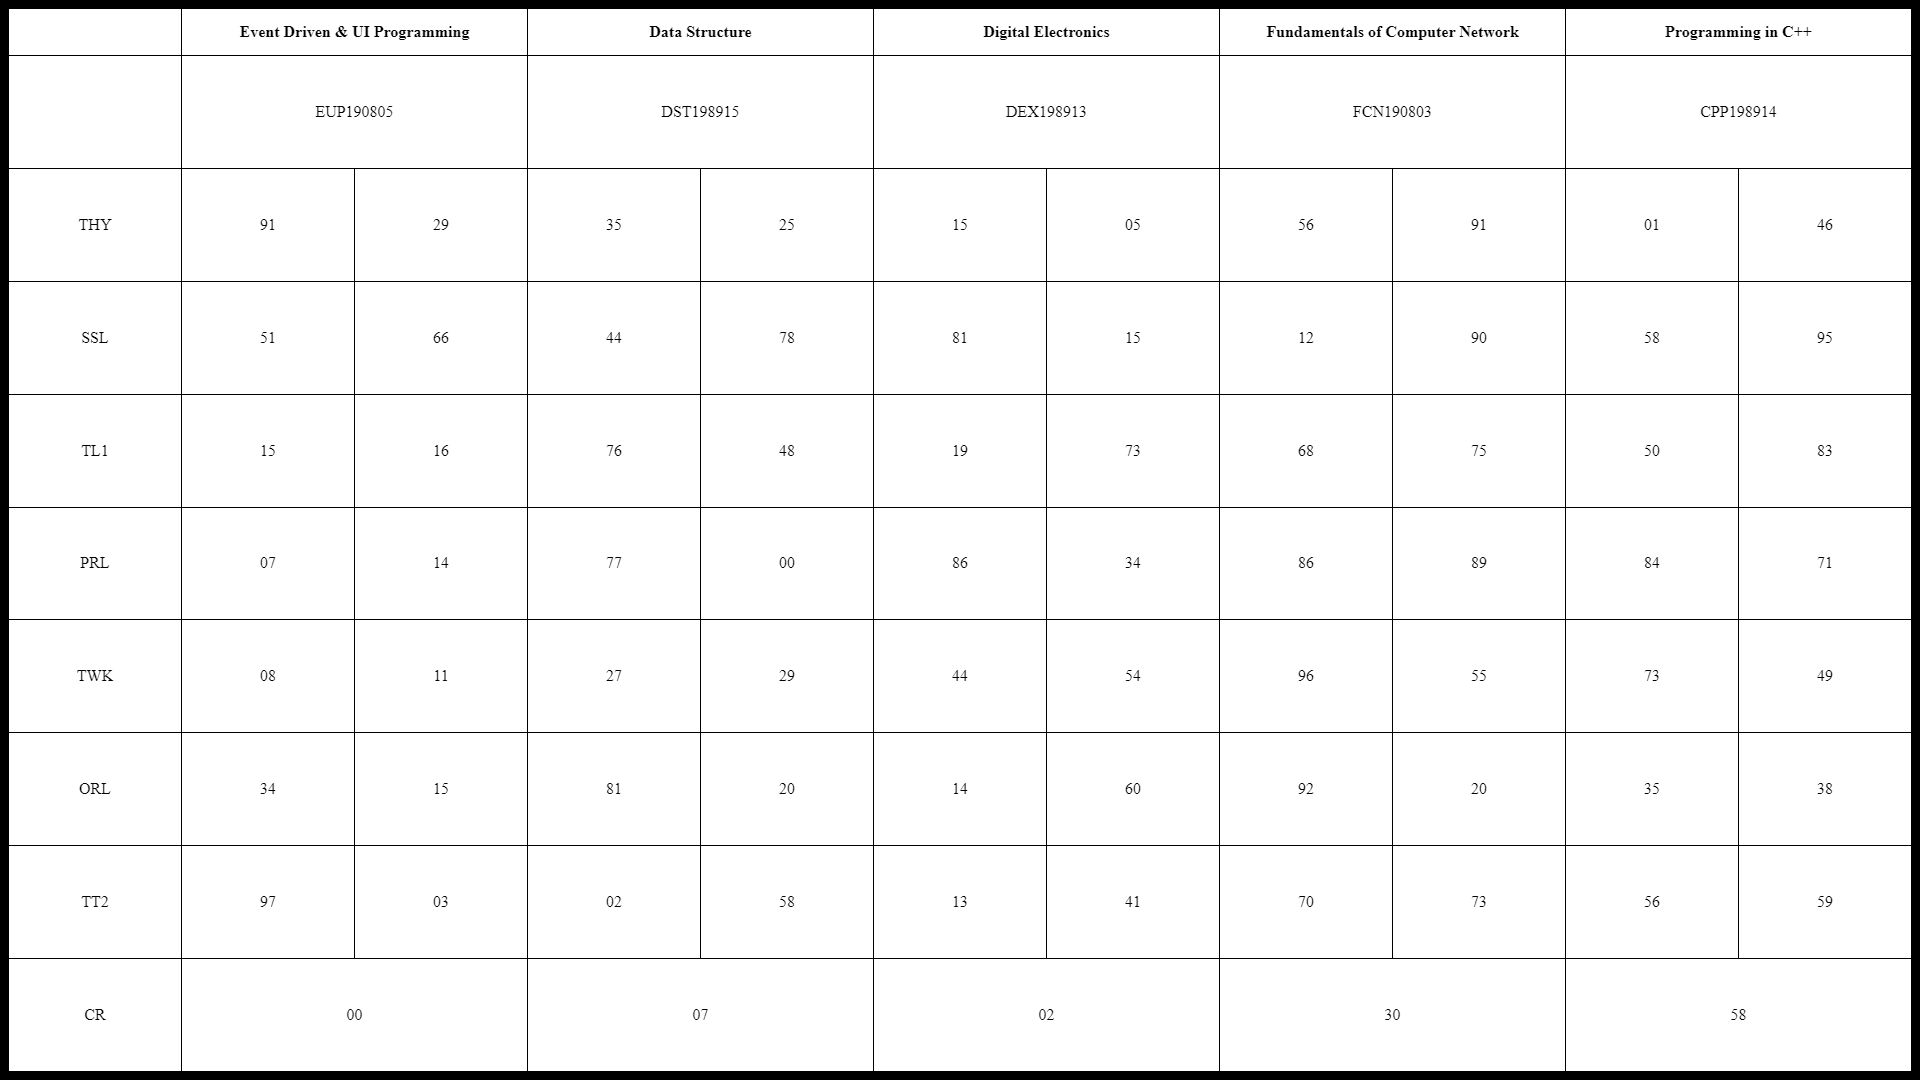 Event Driven & UI Programming Data Structure Digital Electronics Fundamentals of Computer Network Programming in C++
EUP190805 DST198915 DEX198913 FCN190803 CPP198914
THY 91 29 35 25 15 05 56 91 01 46
SSL 51 66 44 78 81 15 12 90 58 95
TL1 15 16 76 48 19 73 68 75 50 83
PRL 07 14 77 00 86 34 86 89 84 71
TWK 08 11 27 29 44 54 96 55 73 49
ORL 34 15 81 20 14 60 92 20 35 38
TT2 97 03 02 58 13 41 70 73 56 59
CR 00 07 02 30 58